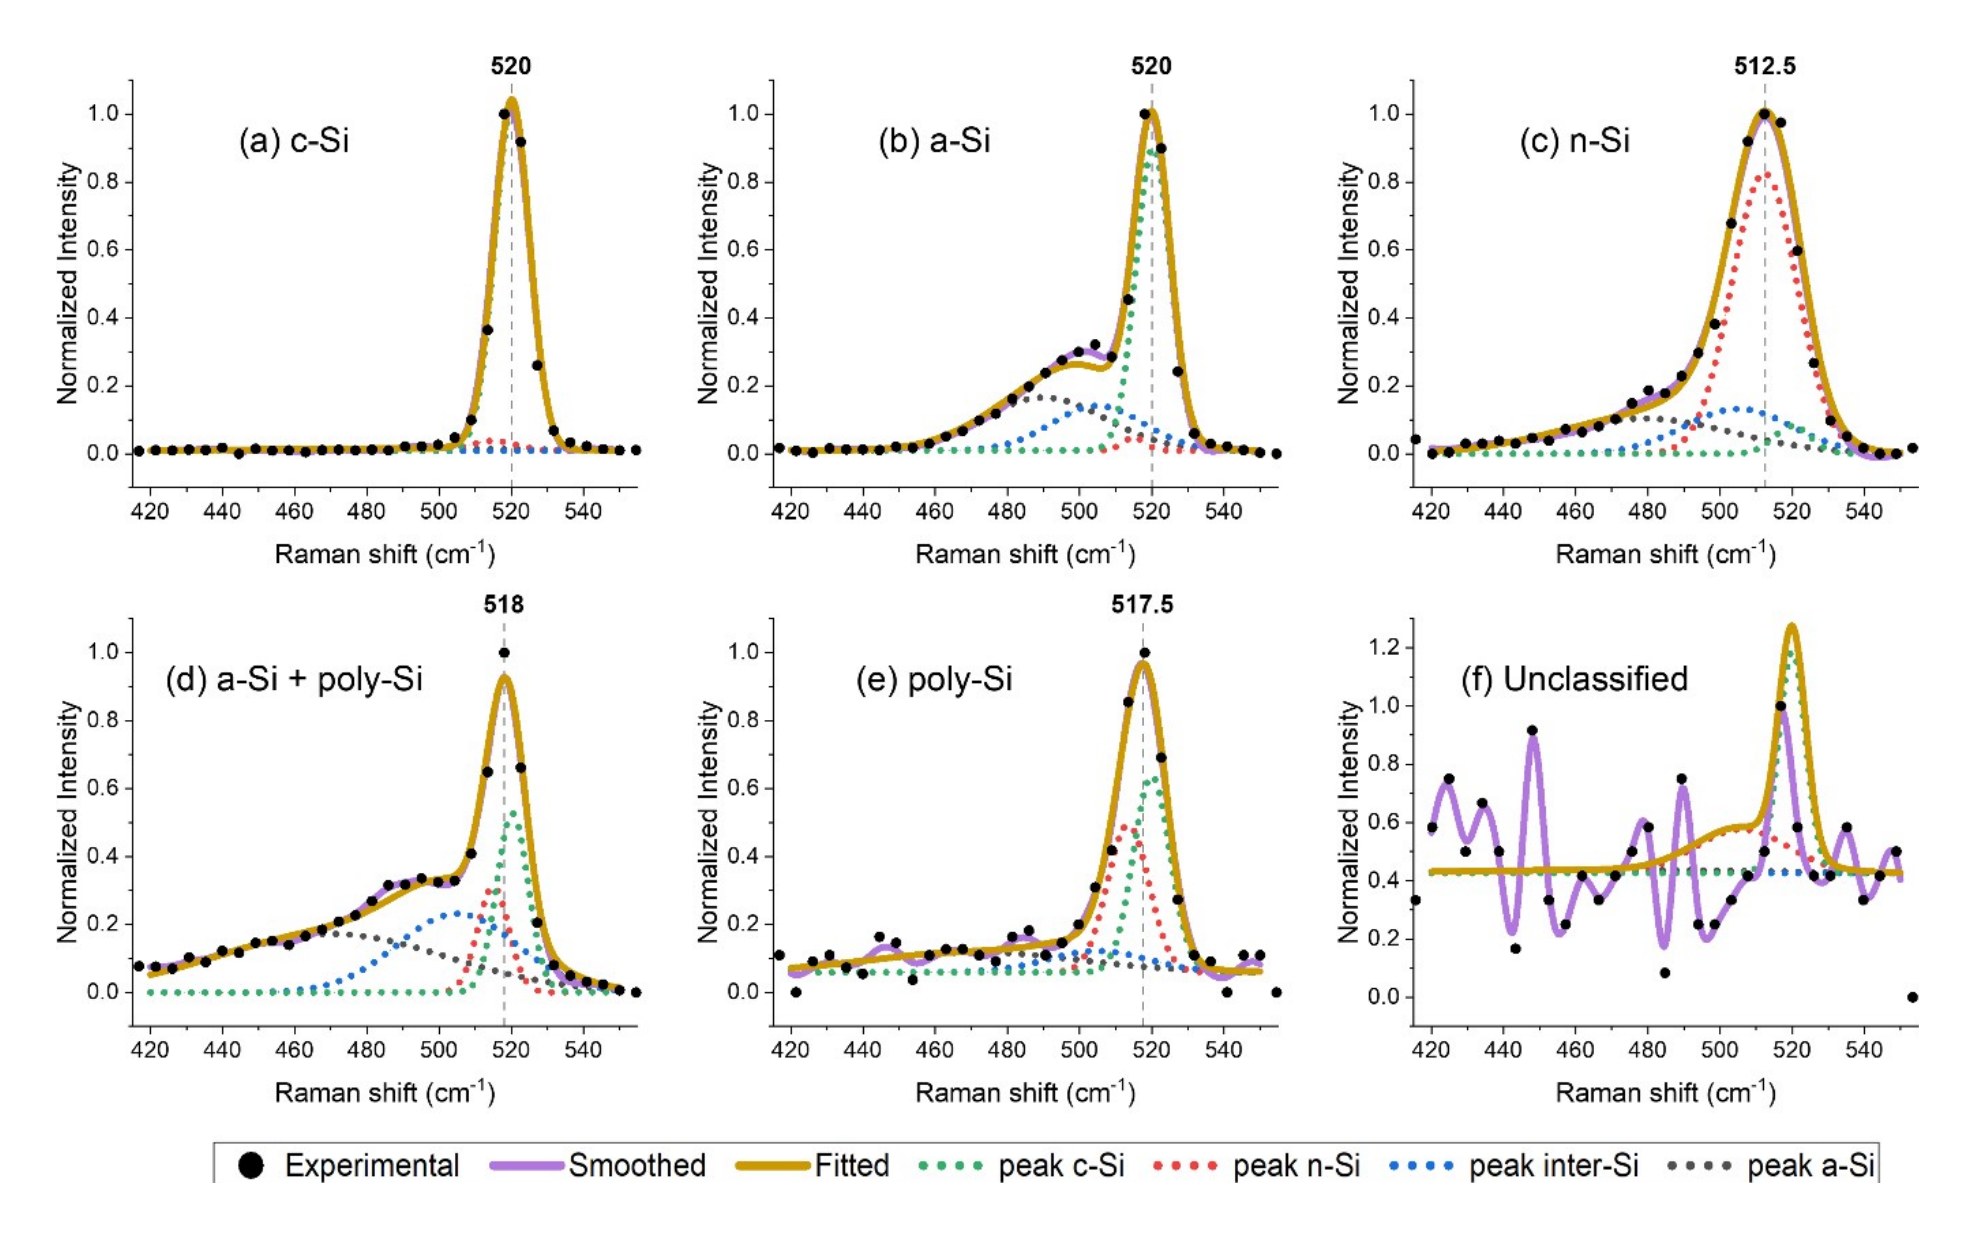 520
520
512.5
(a) c-Si
(b) a-Si
(c) n-Si
Normalized Intensity
1.0
0.8
0.6
0.4
0.2
0.0
420 440 460 480 500 520 540
Raman shift (cm⁻¹)
Normalized Intensity
1.0
0.8
0.6
0.4
0.2
0.0
420 440 460 480 500 520 540
Raman shift (cm⁻¹)
Normalized Intensity
1.0
0.8
0.6
0.4
0.2
0.0
420 440 460 480 500 520 540
Raman shift (cm⁻¹)
518
517.5
(d) a-Si + poly-Si
(e) poly-Si
(f) Unclassified
Normalized Intensity
1.0
0.8
0.6
0.4
0.2
0.0
420 440 460 480 500 520 540
Raman shift (cm⁻¹)
Normalized Intensity
1.0
0.8
0.6
0.4
0.2
0.0
420 440 460 480 500 520 540
Raman shift (cm⁻¹)
Normalized Intensity
1.2
1.0
0.8
0.6
0.4
0.2
0.0
420 440 460 480 500 520 540
Raman shift (cm⁻¹)
Experimental Smoothed Fitted peak c-Si peak n-Si peak inter-Si peak a-Si